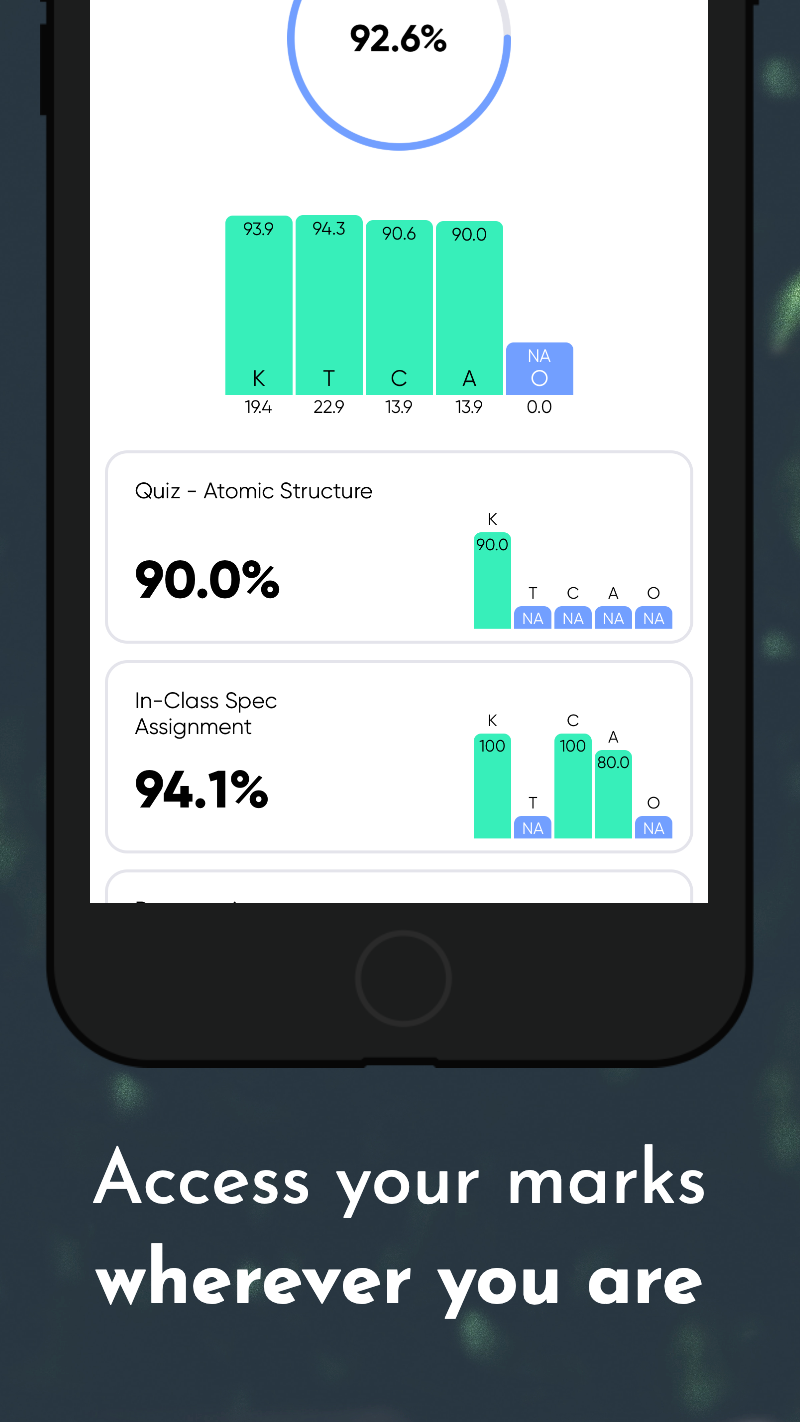 92.6%
93.9 94.3 90.6 90.0 NA
K T C A O
19.4 22.9 13.9 13.9 0.0
Quiz - Atomic Structure
90.0%
K
90.0
T C A O
NA NA NA NA
In-Class Spec
Assignment
94.1%
K C A
100 100 80.0
T O
NA NA
Access your marks
wherever you are